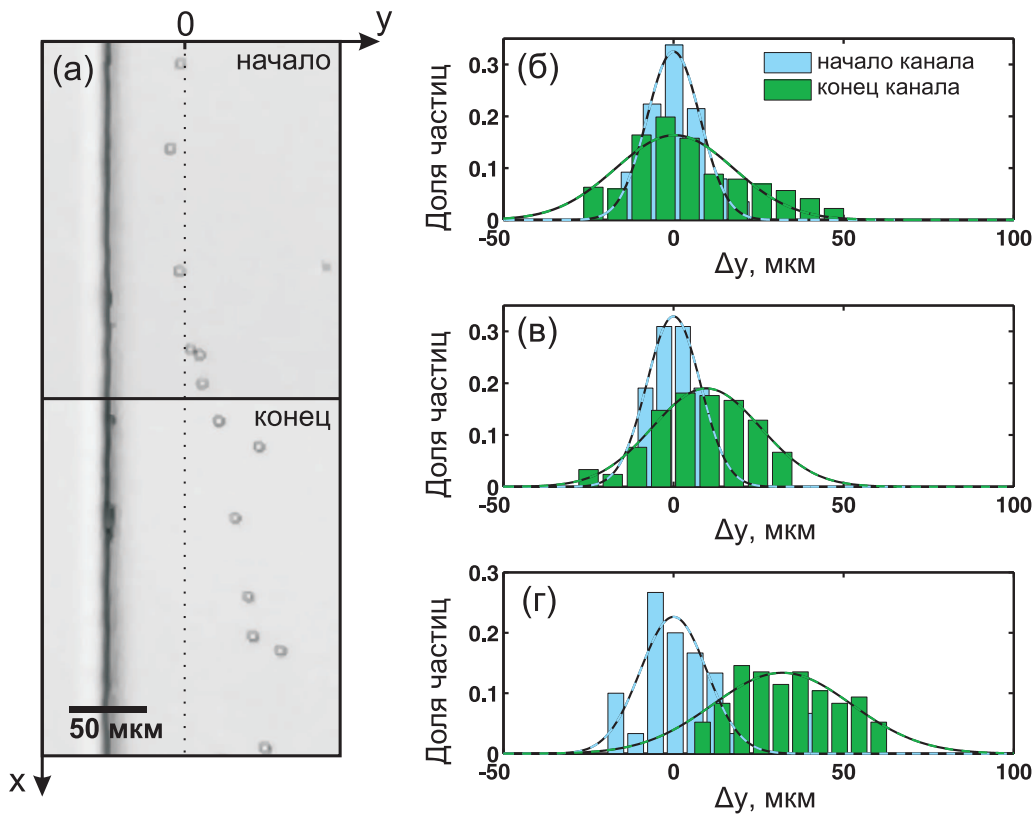 0
y
(а)
начало
конец
50 мкм
x
(б)
начало канала
конец канала
Доля частиц
0.3
0.2
0.1
0
-50
0
50
100
Δy, мкм
(в)
Доля частиц
0.3
0.2
0.1
0
-50
0
50
100
Δy, мкм
(г)
Доля частиц
0.3
0.2
0.1
0
-50
0
50
100
Δy, мкм